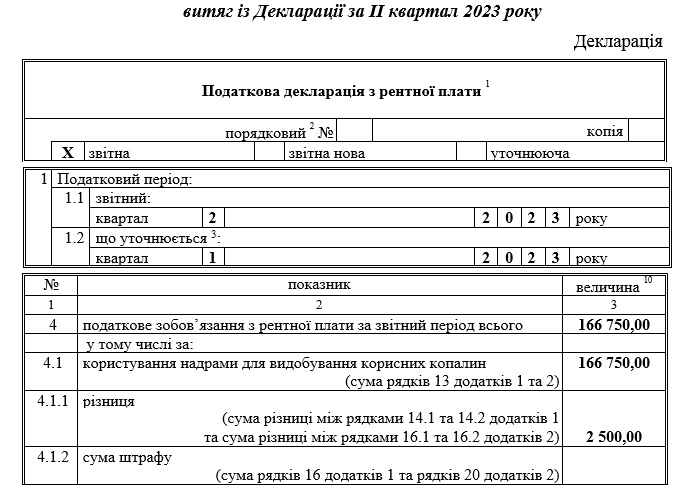 витяг із Декларації за ІІ квартал 2023 року
Декларація
Податкова декларація з рентної плати 1
порядковий 2 № копія
Х звітна звітна нова уточнююча
1 Податковий період:
1.1 звітний:
квартал 2 2 0 2 3 року
1.2 що уточнюється 3:
квартал 1 2 0 2 3 року
№ показник величина 10
1 2 3
4 податкове зобов’язання з рентної плати за звітний період всього 166 750,00
у тому числі за:
4.1 користування надрами для видобування корисних копалин 166 750,00
(сума рядків 13 додатків 1 та 2)
4.1.1 різниця
(сума різниці між рядками 14.1 та 14.2 додатків 1
та сума різниці між рядками 16.1 та 16.2 додатків 2) 2 500,00
4.1.2 сума штрафу
(сума рядків 16 додатків 1 та рядків 20 додатків 2)